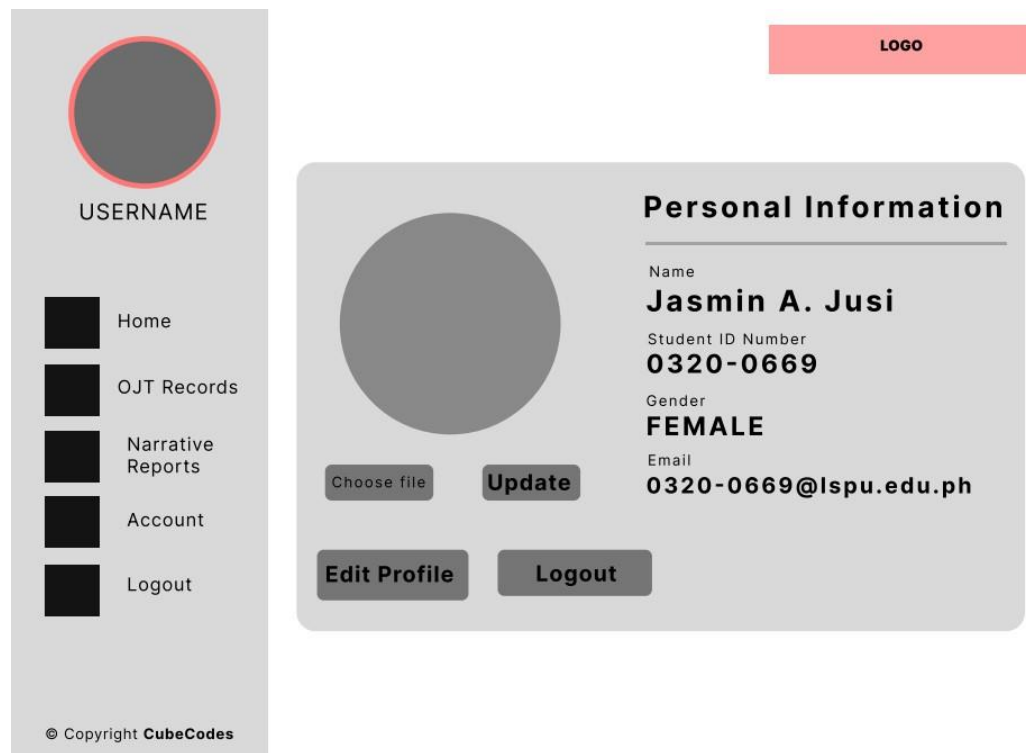 USERNAME
Home
OJT Records
Narrative
Reports
Account
Logout
© Copyright CubeCodes
LOGO
Personal Information
Name
Jasmin A. Jusi
Student ID Number
0320-0669
Gender
FEMALE
Email
0320-0669@lspu.edu.ph
Choose file
Update
Edit Profile
Logout